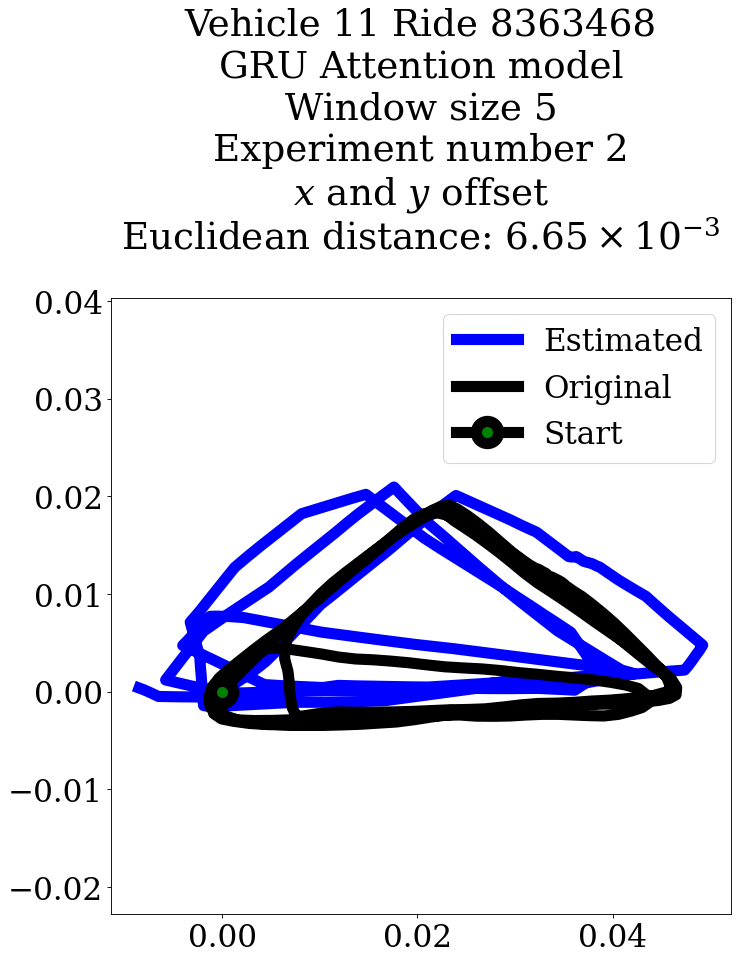 Vehicle 11 Ride 8363468
GRU Attention model
Window size 5
Experiment number 2
x and y offset
Euclidean distance: 6.65 × 10⁻³
0.04
Estimated
Original
Start
0.03
0.02
0.01
0.00
−0.01
−0.02
0.00 0.02 0.04